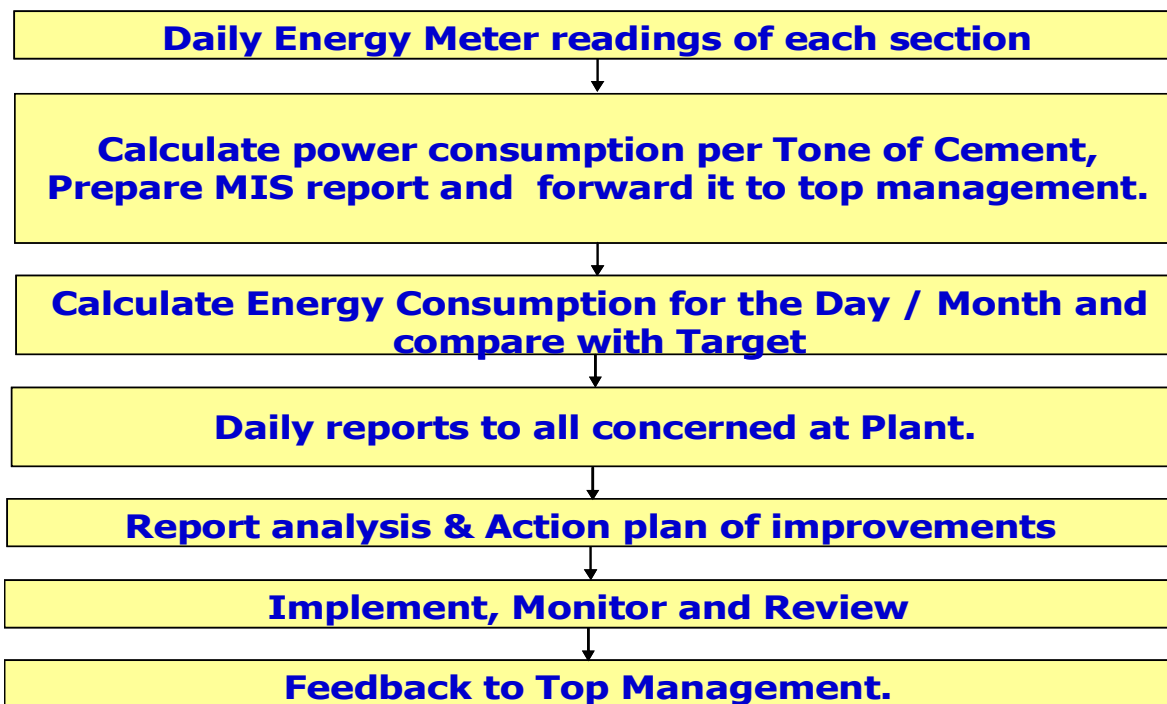 Daily Energy Meter readings of each section
Calculate power consumption per Tone of Cement,
Prepare MIS report and forward it to top management.
Calculate Energy Consumption for the Day / Month and
compare with Target
Daily reports to all concerned at Plant.
Report analysis & Action plan of improvements
Implement, Monitor and Review
Feedback to Top Management.